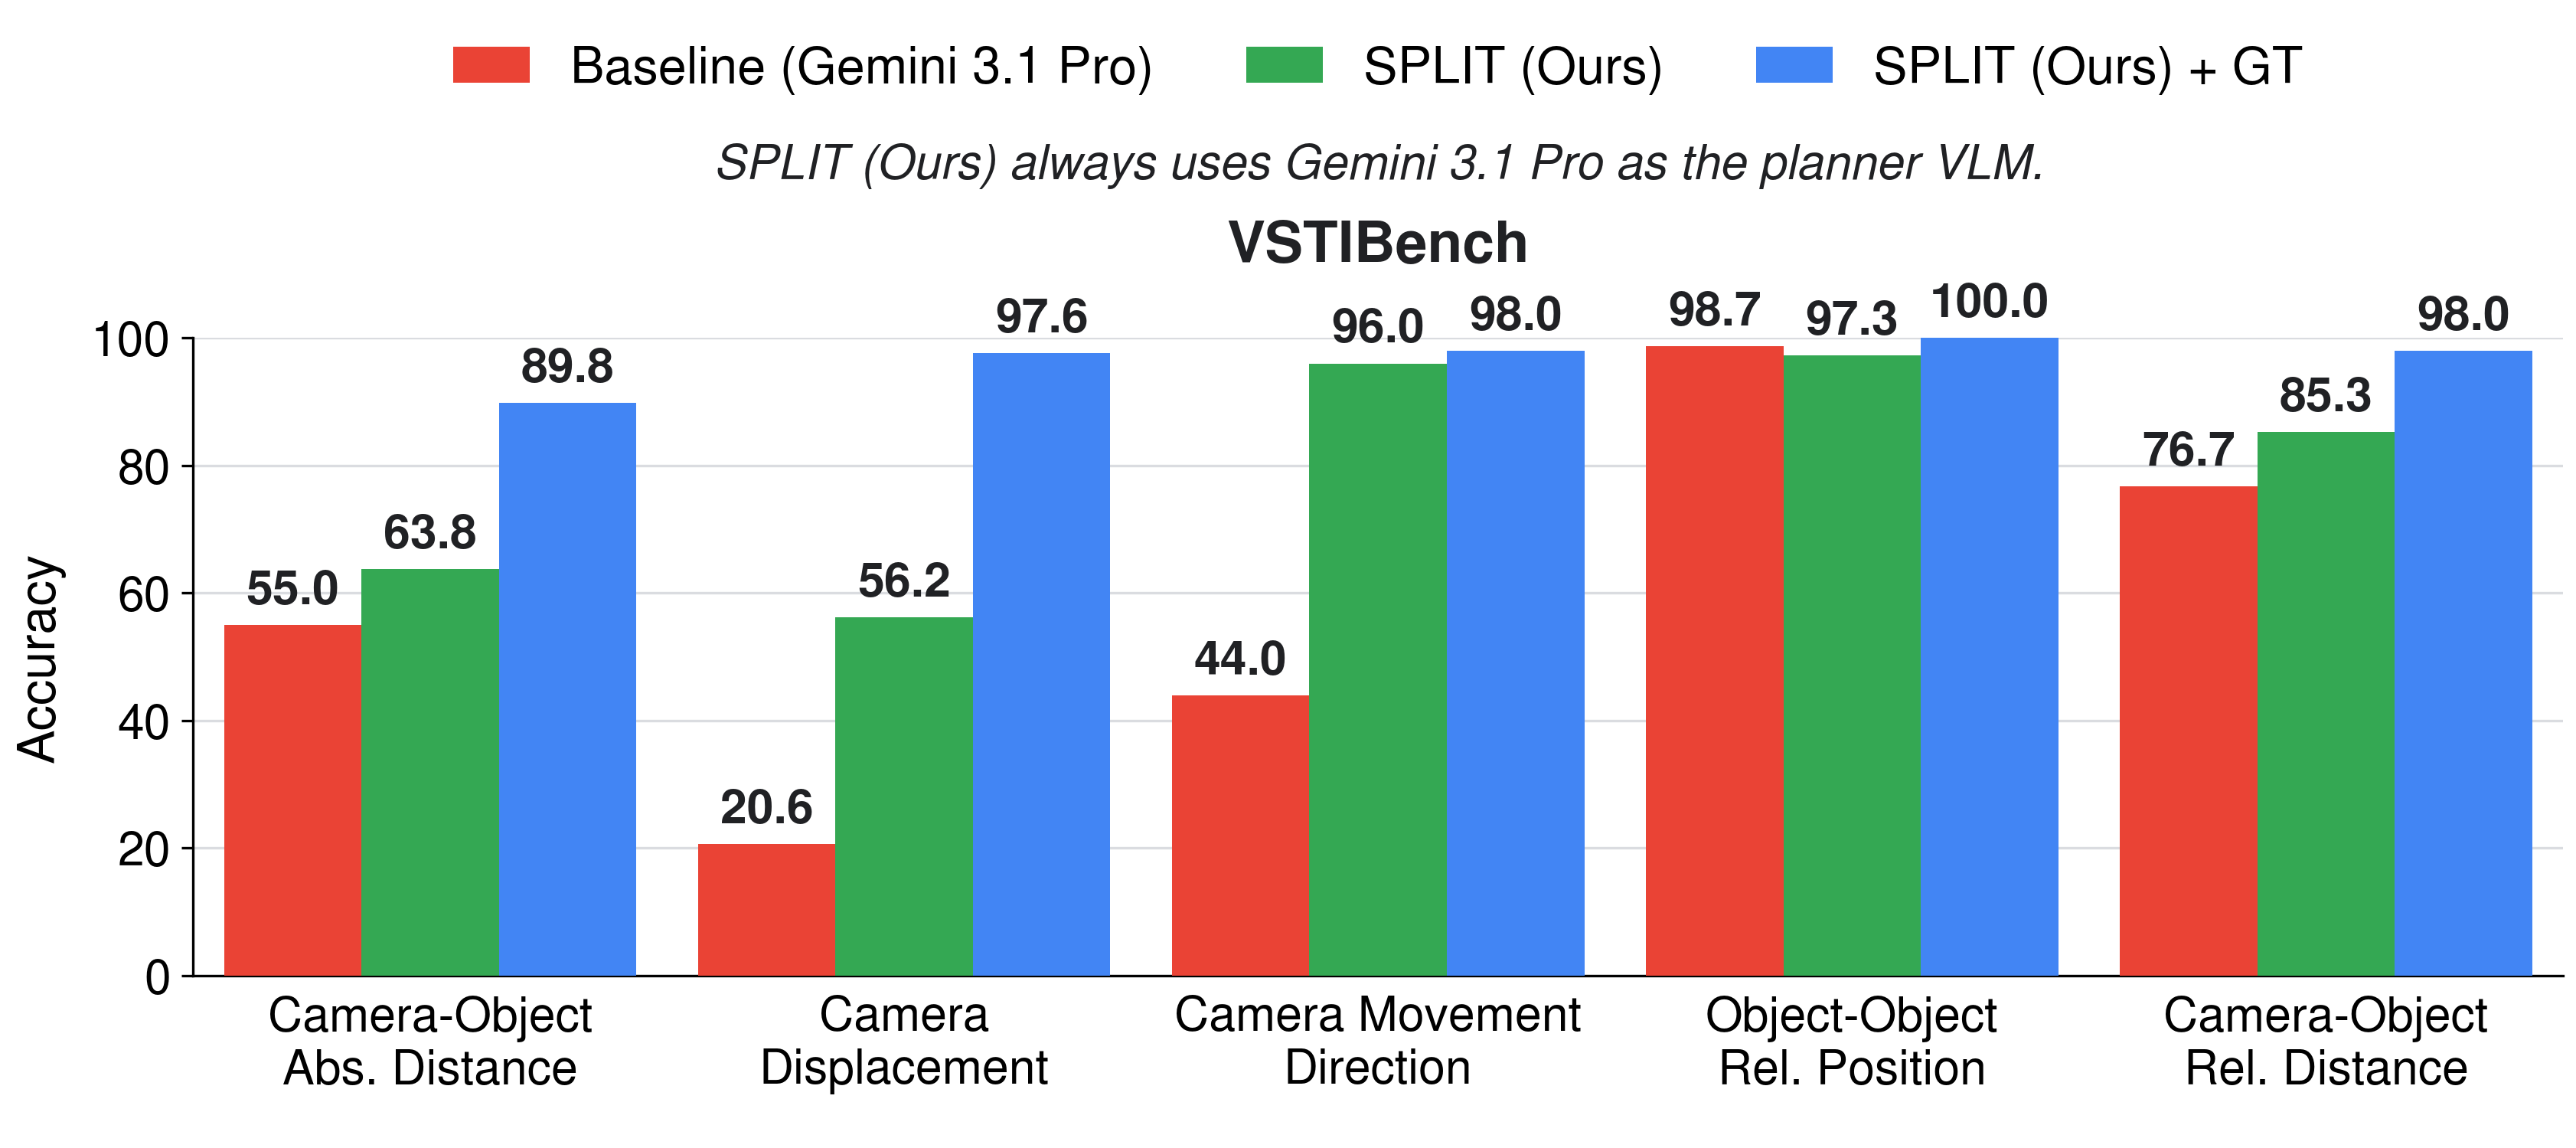 Baseline (Gemini 3.1 Pro) SPLIT (Ours) SPLIT (Ours) + GT
SPLIT (Ours) always uses Gemini 3.1 Pro as the planner VLM.
VSTIBench
Accuracy
100
80
60
40
20
0
55.0 63.8 89.8
20.6 56.2 97.6
44.0 96.0 98.0
98.7 97.3 100.0
76.7 85.3 98.0
Camera-Object
Abs. Distance
Camera
Displacement
Camera Movement
Direction
Object-Object
Rel. Position
Camera-Object
Rel. Distance